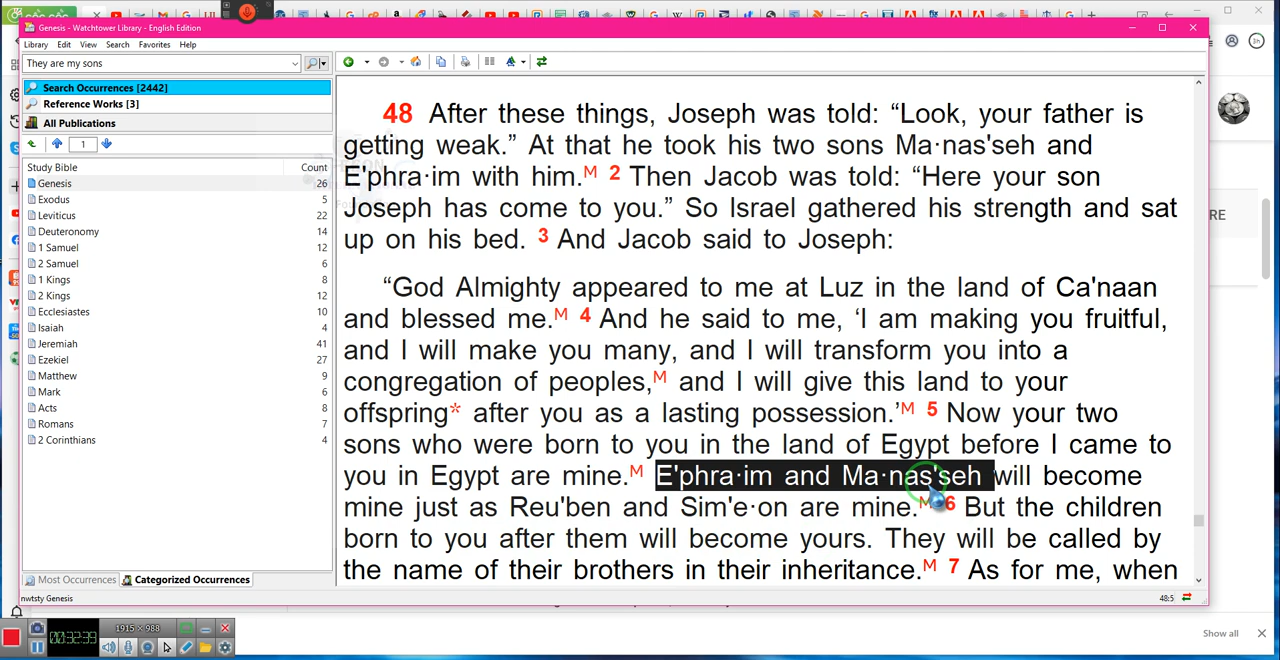 Genesis - Watchtower Library - English Edition
Library Edit View Search Favorites Help
They are my sons
Search Occurrences [2442]
Reference Works [3]
All Publications
1
Study Bible Count
Genesis 26
Exodus 5
Leviticus 22
Deuteronomy 14
1 Samuel 12
2 Samuel 6
1 Kings 8
2 Kings 12
Ecclesiastes 10
Isaiah 4
Jeremiah 41
Ezekiel 27
Matthew 9
Mark 6
Acts 8
Romans 7
2 Corinthians 4
Most Occurrences Categorized Occurrences
nwtsty Genesis
48 After these things, Joseph was told: “Look, your father is
getting weak.” At that he took his two sons Ma·nas'seh and
E'phra·im with him.M 2 Then Jacob was told: “Here your son
Joseph has come to you.” So Israel gathered his strength and sat
up on his bed. 3 And Jacob said to Joseph:
“God Almighty appeared to me at Luz in the land of Ca'naan
and blessed me.M 4 And he said to me, ‘I am making you fruitful,
and I will make you many, and I will transform you into a
congregation of peoples,M and I will give this land to your
offspring* after you as a lasting possession.’M 5 Now your two
sons who were born to you in the land of Egypt before I came to
you in Egypt are mine.M E'phra·im and Ma·nas'seh will become
mine just as Reu'ben and Sim'e·on are mine.M 6 But the children
born to you after them will become yours. They will be called by
the name of their brothers in their inheritance.M 7 As for me, when
48:5
RE
Show all
1915 x 988
00:32:39